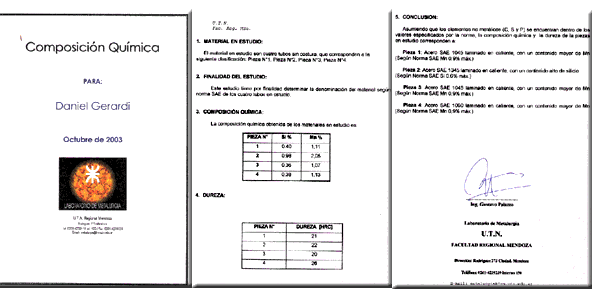 Composición Química
PARA:
Daniel Gerardi
Octubre de 2003
LABORATORIO DE METALURGIA
U.T.N. Regional Mendoza
U.T.N.
Fac. Reg. Mza.
1. MATERIAL EN ESTUDIO:
El material en estudio son cuatro tubos sin costura que corresponden a la
siguiente clasificación: Pieza N°1, Pieza N°2, Pieza N°3, Pieza N°4
2. FINALIDAD DEL ESTUDIO:
Este estudio tiene por finalidad determinar la denominación del material según
norma SAE de los cuatro tubos en estudio.
3. COMPOSICIÓN QUÍMICA:
La composición química obtenida de los materiales en estudio es
PIEZA N° Si % Mn %
1 0.40 1,11
2 0.98 2,05
3 0.36 1,07
4 0.38 1,13
4. DUREZA:
PIEZA N° DUREZA [HRC]
1 21
2 22
3 20
4 26
5. CONCLUSIÓN:
Asumiendo que los elementos no metálicos (C, S y P) se encuentran dentro de los
valores especificados por la norma, la composición química y la dureza de la piezas
en estudio corresponden a:
Pieza 1: Acero SAE 1045 laminado en caliente, con un contenido mayor de Mn
(Según Norma SAE Mn 0.9% máx.)
Pieza 2: Acero SAE 1045 laminado en caliente, con un contenido alto de silicio
(Según Norma SAE Si 0.6% máx.)
Pieza 3: Acero SAE 1045 laminado en caliente, con un contenido mayor de Mn
(Según Norma SAE Mn 0.9% máx.)
Pieza 4: Acero SAE 1060 laminado en caliente, con un contenido mayor de Mn
(Según Norma SAE Mn 0.9% máx.)
Ing. Gustavo Palazzo
Laboratorio de Metalurgia
U.T.N.
FACULTAD REGIONAL MENDOZA
Dirección: Rodríguez 273 Ciudad, Mendoza